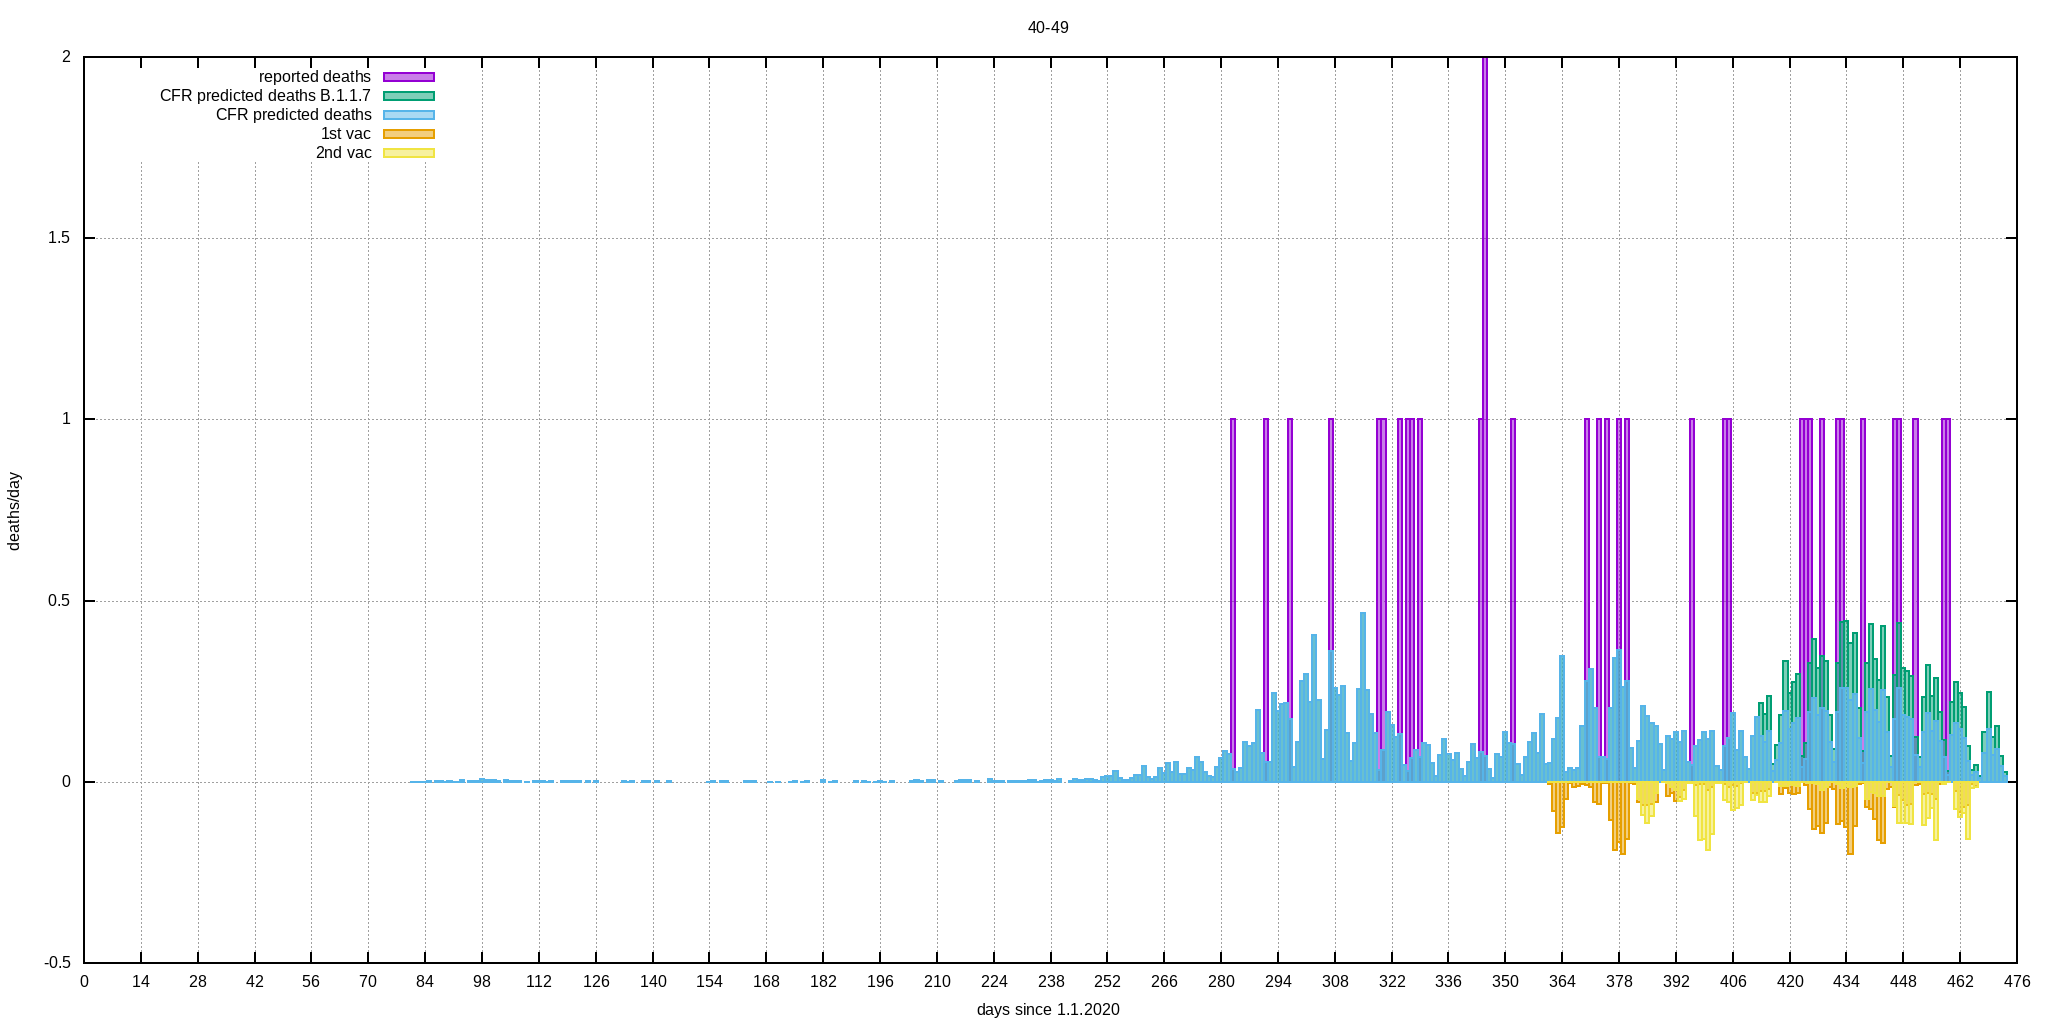 40-49
reported deaths
CFR predicted deaths B.1.1.7
CFR predicted deaths
1st vac
2nd vac
2
1.5
1
0.5
0
-0.5
deaths/day
0 14 28 42 56 70 84 98 112 126 140 154 168 182 196 210 224 238 252 266 280 294 308 322 336 350 364 378 392 406 420 434 448 462 476
days since 1.1.2020